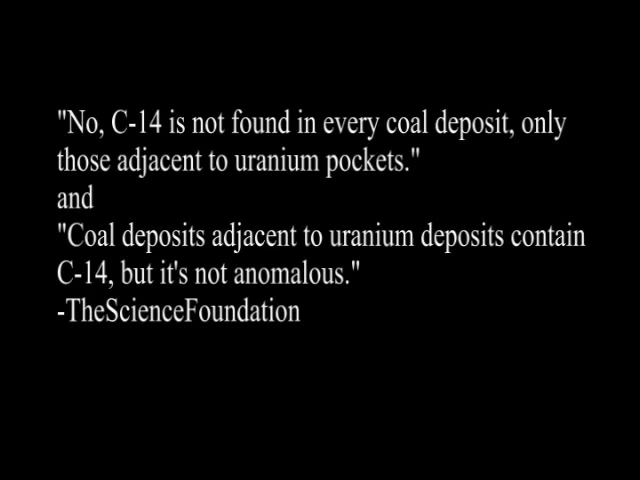 "No, C-14 is not found in every coal deposit, only
those adjacent to uranium pockets."
and
"Coal deposits adjacent to uranium deposits contain
C-14, but it's not anomalous."
-TheScienceFoundation